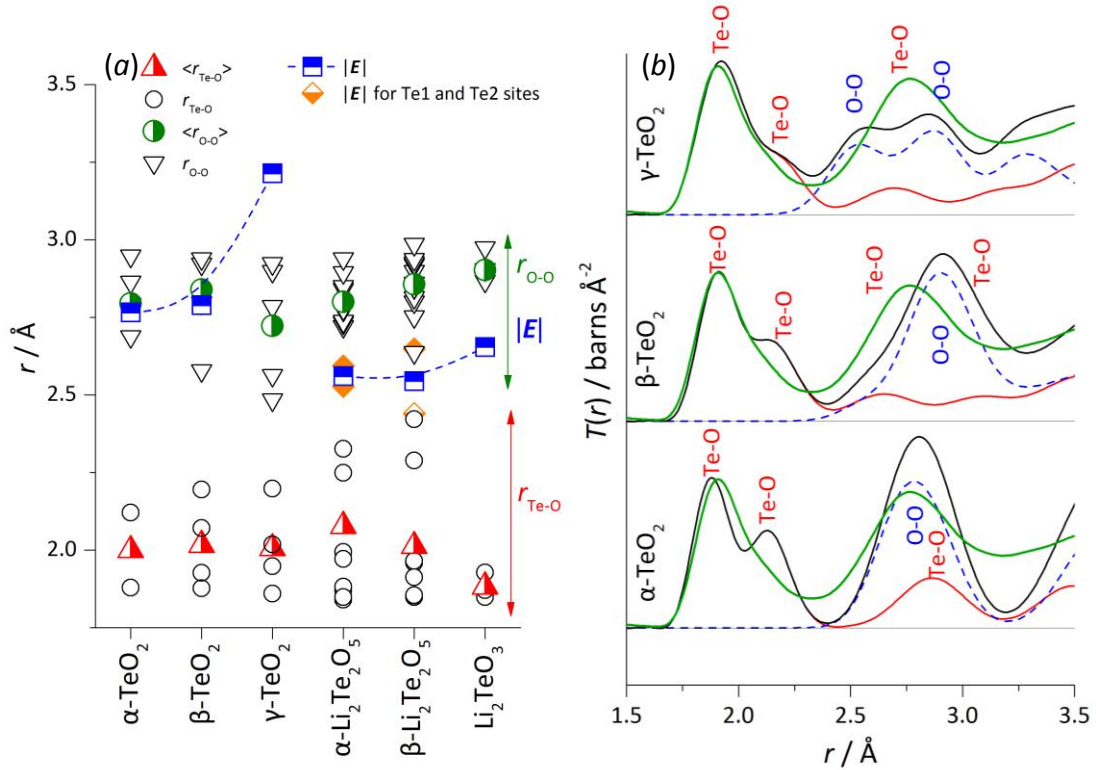 (a)
<r_Te-O>
r_Te-O
<r_O-O>
r_O-O
|E|
|E| for Te1 and Te2 sites
3.5
3.0
2.5
2.0
r / Å
r_O-O
|E|
r_Te-O
α-TeO₂
β-TeO₂
γ-TeO₂
α-Li₂Te₂O₅
β-Li₂Te₂O₅
Li₂TeO₃
(b)
T(r) / barns Å⁻²
γ-TeO₂
Te-O
Te-O
O-O
Te-O
O-O
β-TeO₂
Te-O
Te-O
Te-O
O-O
Te-O
α-TeO₂
Te-O
Te-O
O-O
Te-O
1.5
2.0
2.5
3.0
3.5
r / Å